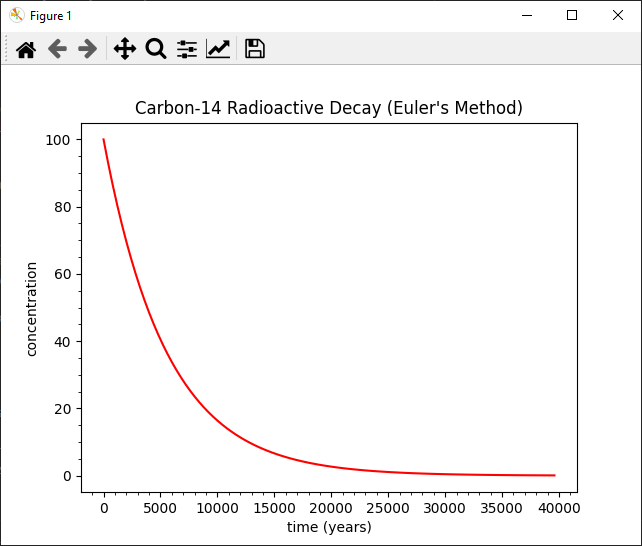 Figure 1
Carbon-14 Radioactive Decay (Euler's Method)
100
80
60
40
20
0
concentration
0 5000 10000 15000 20000 25000 30000 35000 40000
time (years)